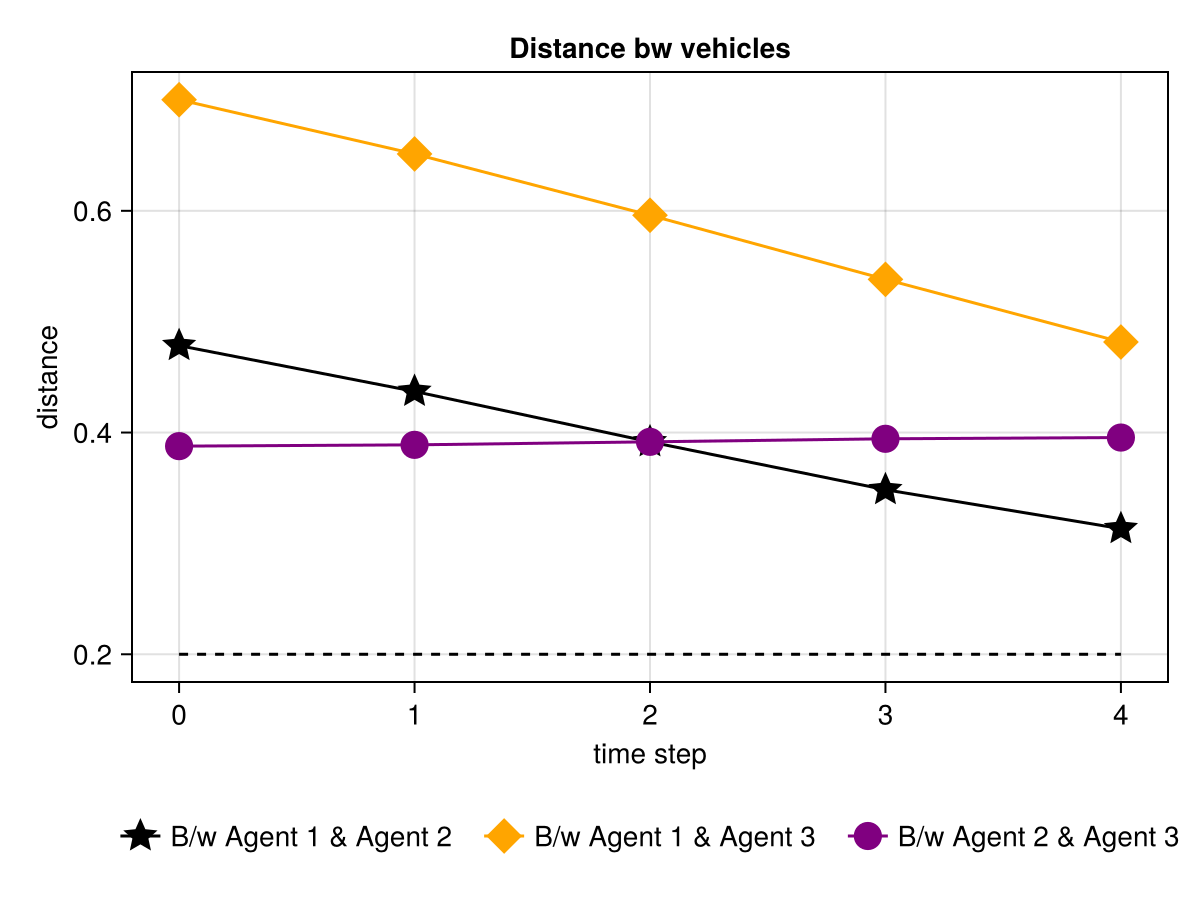 Distance bw vehicles
distance
0.6
0.4
0.2
0 1 2 3 4
time step
B/w Agent 1 & Agent 2 B/w Agent 1 & Agent 3 B/w Agent 2 & Agent 3